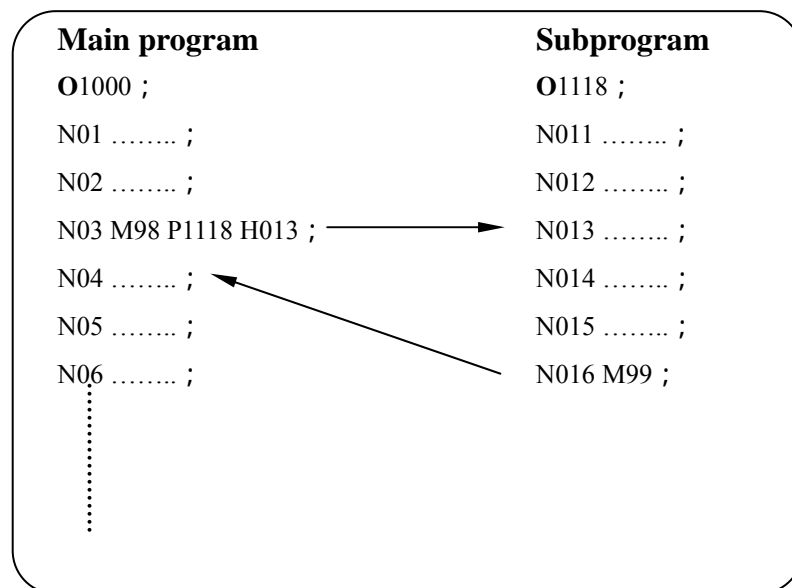 Main program
O1000 ;
N01 …….. ;
N02 …….. ;
N03 M98 P1118 H013 ;
N04 …….. ;
N05 …….. ;
N06 …….. ;
Subprogram
O1118 ;
N011 …….. ;
N012 …….. ;
N013 …….. ;
N014 …….. ;
N015 …….. ;
N016 M99 ;